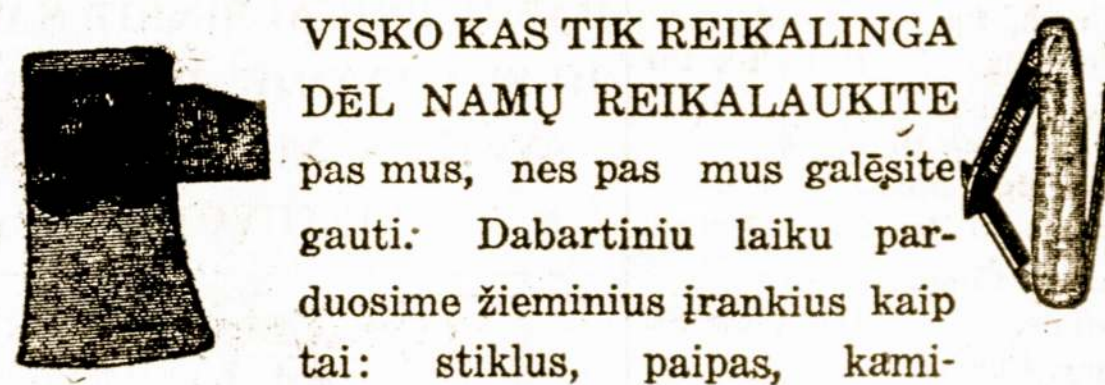 VISKO KAS TIK REIKALINGA
DĒL NAMŲ REIKALAUKITE
pas mus, nes pas mus galēsite
gauti. Dabartiniu laiku par-
duosime žieminius įrankius kaip
tai: stiklus, paipas, kami-